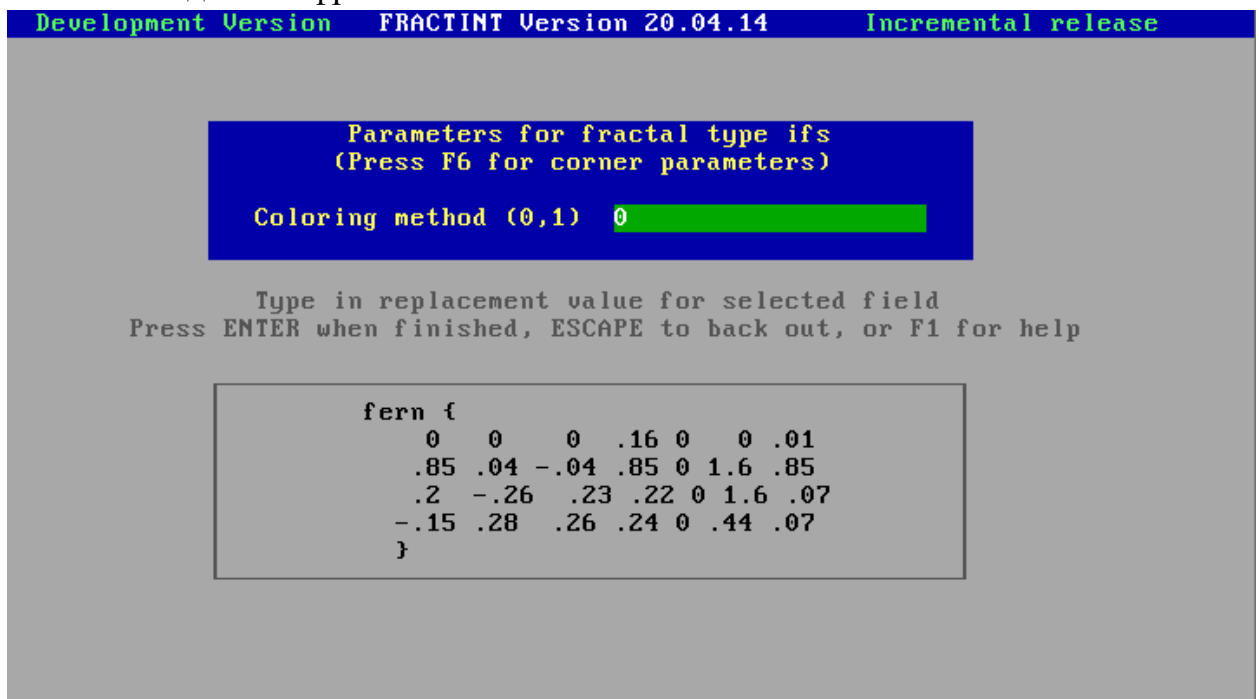 Development Version FRACTINT Version 20.04.14 Incremental release
Parameters for fractal type ifs
(Press F6 for corner parameters)
Coloring method (0,1) 0
Type in replacement value for selected field
Press ENTER when finished, ESCAPE to back out, or F1 for help
fern {
0 0 0 .16 0 0 .01
.85 .04 -.04 .85 0 1.6 .85
.2 -.26 .23 .22 0 1.6 .07
-.15 .28 .26 .24 0 .44 .07
}